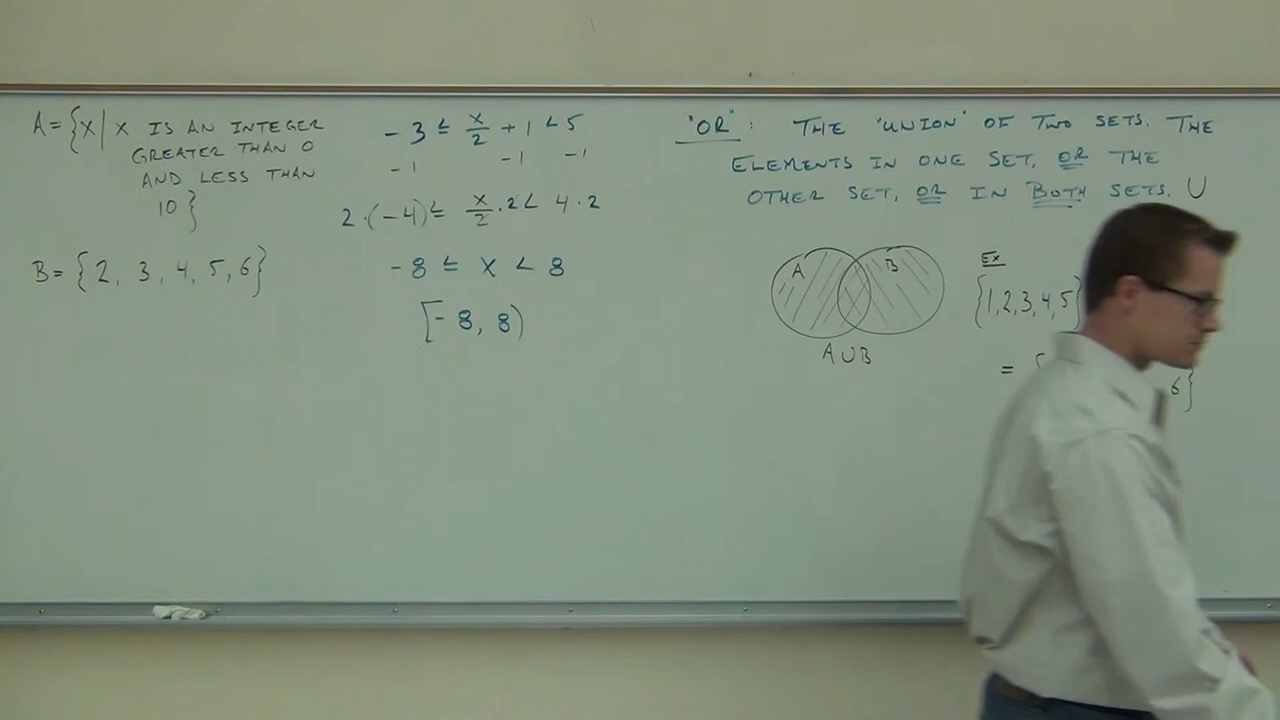 A = {x | x IS AN INTEGER
GREATER THAN 0
AND LESS THAN
10}
B = {2, 3, 4, 5, 6}
-3 ≤ x/2 + 1 < 5
-1 -1 -1
2·(-4) ≤ x/2 · 2 < 4 · 2
-8 ≤ x < 8
[-8, 8)
"OR": THE "UNION" OF TWO SETS. THE
ELEMENTS IN ONE SET, OR THE
OTHER SET, OR IN BOTH SETS. ∪
A B
A ∪ B
EX
{1, 2, 3, 4, 5}
= { 6}